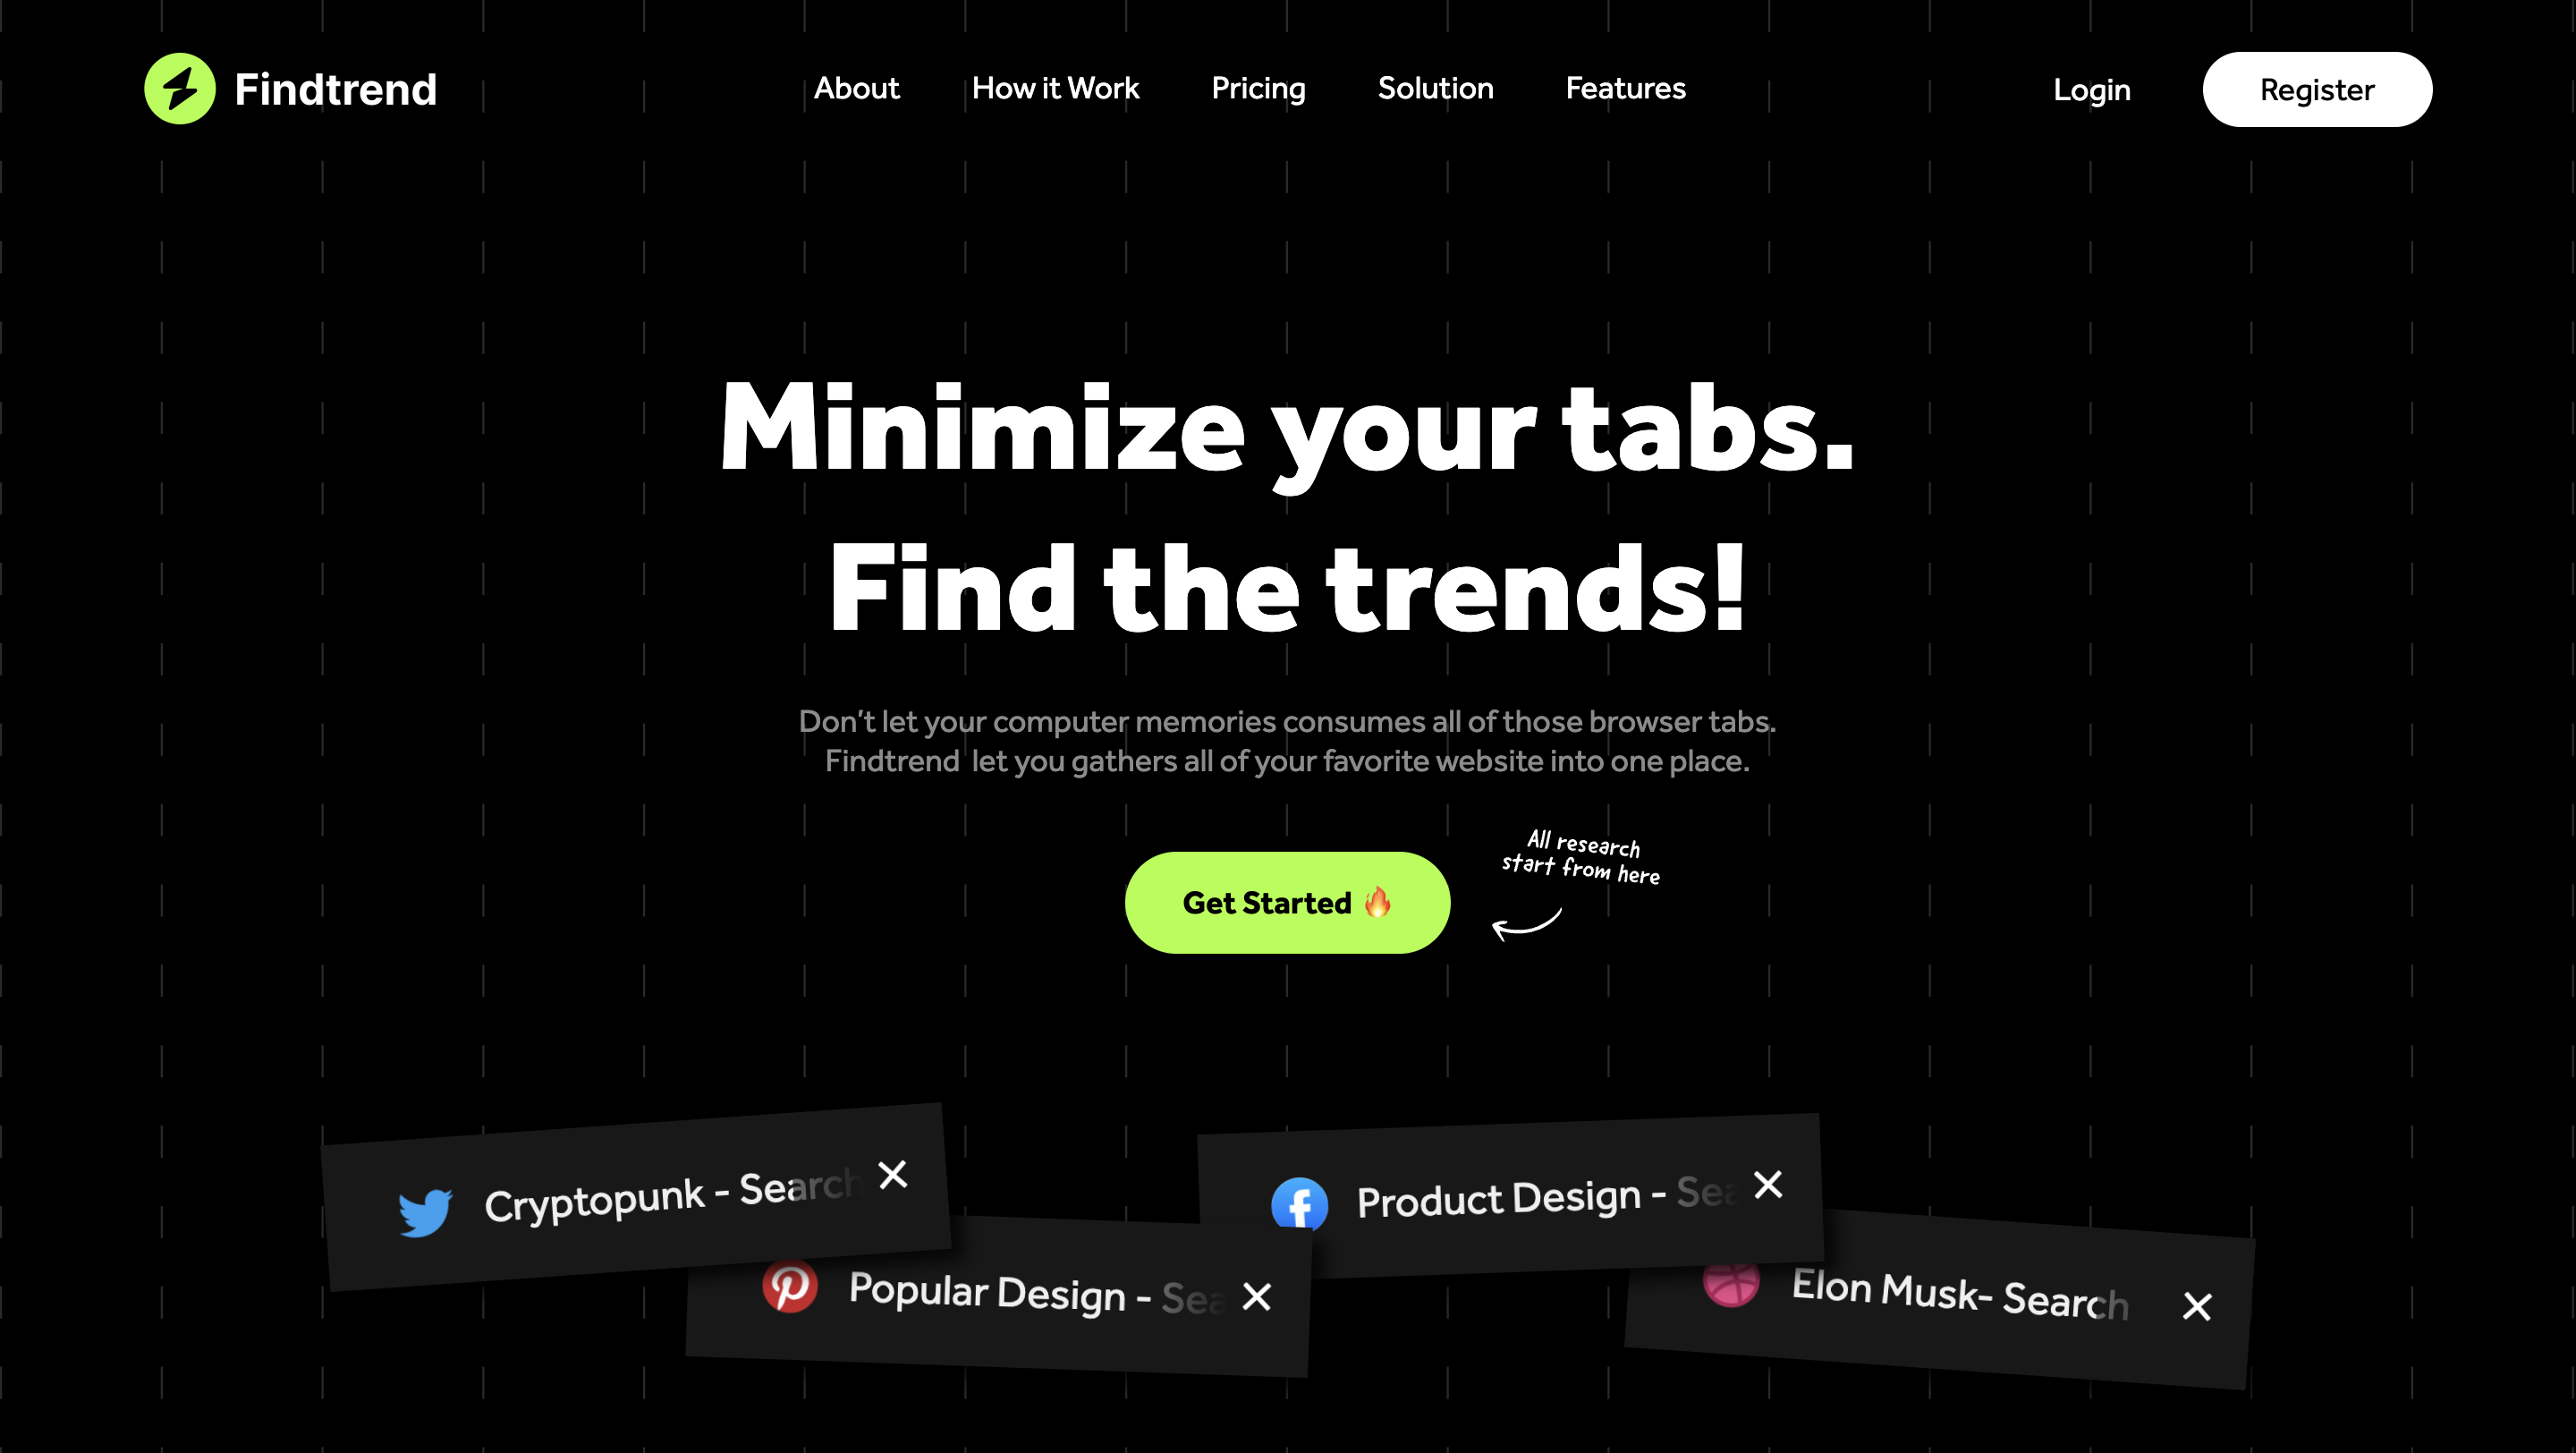 Findtrend
About
How it Work
Pricing
Solution
Features
Login
Register
Minimize your tabs.
Find the trends!
Don’t let your computer memories consumes all of those browser tabs.
Findtrend let you gathers all of your favorite website into one place.
Get Started 🔥
All research
start from here
Cryptopunk - Search
Product Design - Sea
Popular Design - Sea
Elon Musk- Search